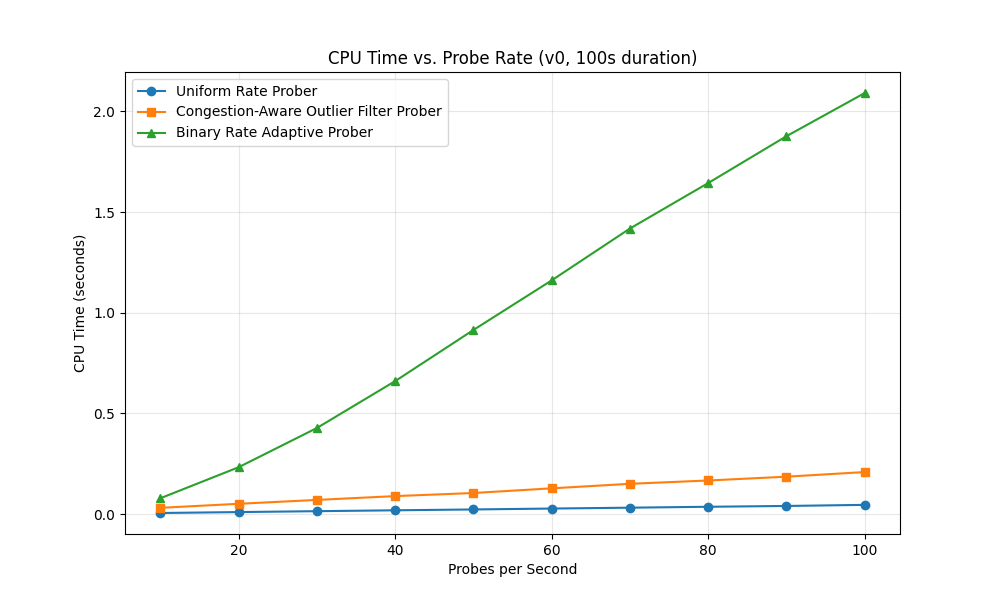 CPU Time vs. Probe Rate (v0, 100s duration)
Uniform Rate Prober
Congestion-Aware Outlier Filter Prober
Binary Rate Adaptive Prober
CPU Time (seconds)
2.0
1.5
1.0
0.5
0.0
20 40 60 80 100
Probes per Second